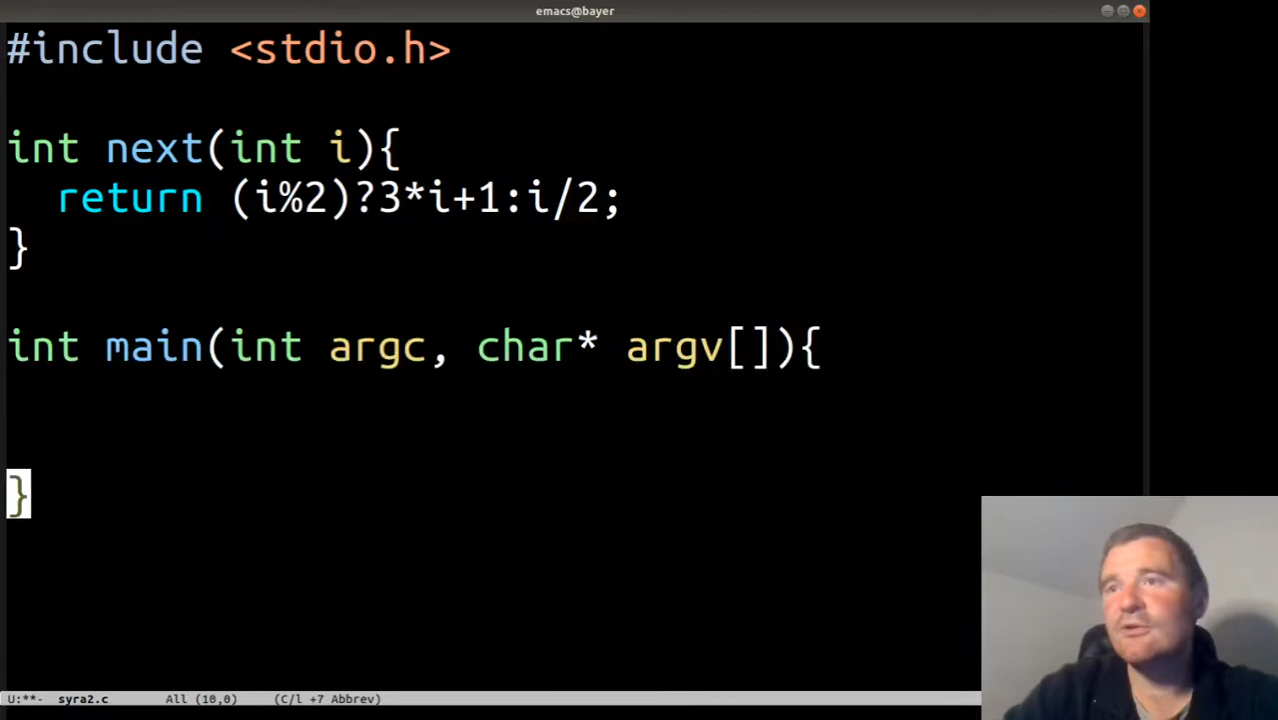 emacs@bayer
#include <stdio.h>
int next(int i){
  return (i%2)?3*i+1:i/2;
}
int main(int argc, char* argv[]){
}
U:**-  syra2.c      All (10,0)    (C/l +7 Abbrev)